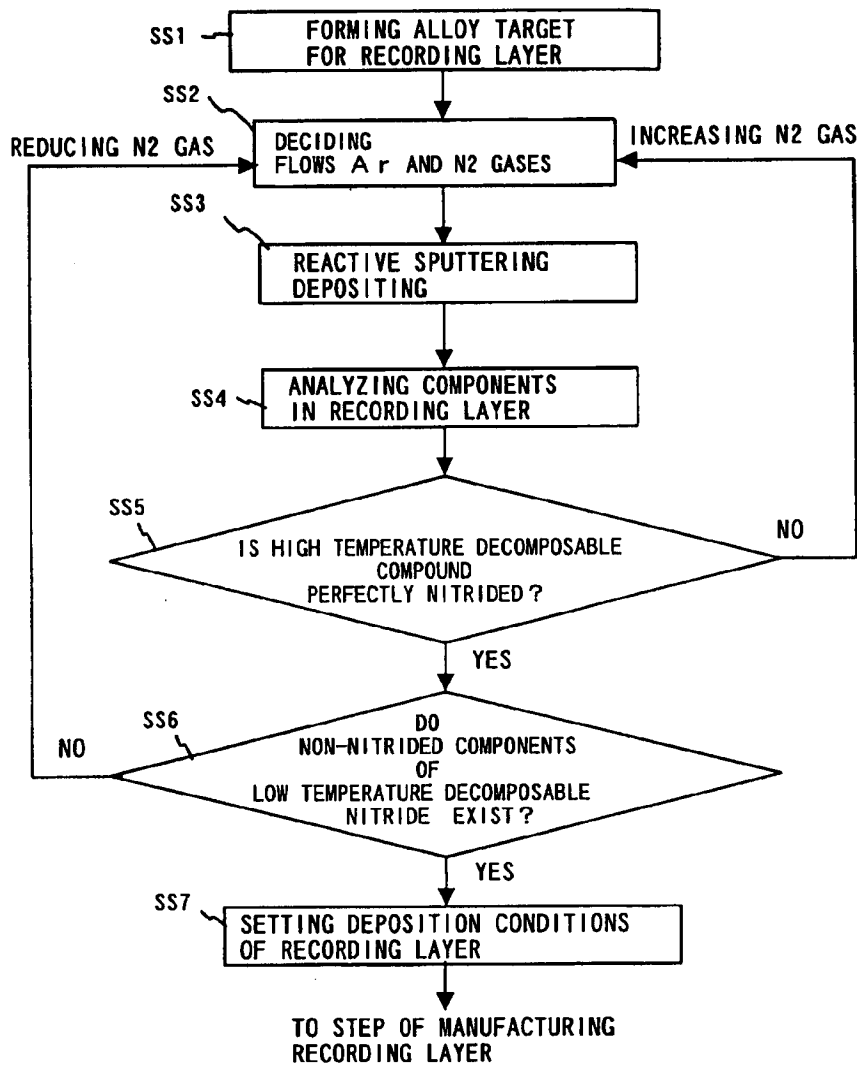 SS1
FORMING ALLOY TARGET
FOR RECORDING LAYER
SS2
REDUCING N2 GAS
DECIDING
FLOWS Ar AND N2 GASES
INCREASING N2 GAS
SS3
REACTIVE SPUTTERING
DEPOSITING
SS4
ANALYZING COMPONENTS
IN RECORDING LAYER
SS5
IS HIGH TEMPERATURE DECOMPOSABLE
COMPOUND
PERFECTLY NITRIDED?
NO
YES
SS6
NO
DO
NON-NITRIDED COMPONENTS
OF
LOW TEMPERATURE DECOMPOSABLE
NITRIDE EXIST?
YES
SS7
SETTING DEPOSITION CONDITIONS
OF RECORDING LAYER
TO STEP OF MANUFACTURING
RECORDING LAYER